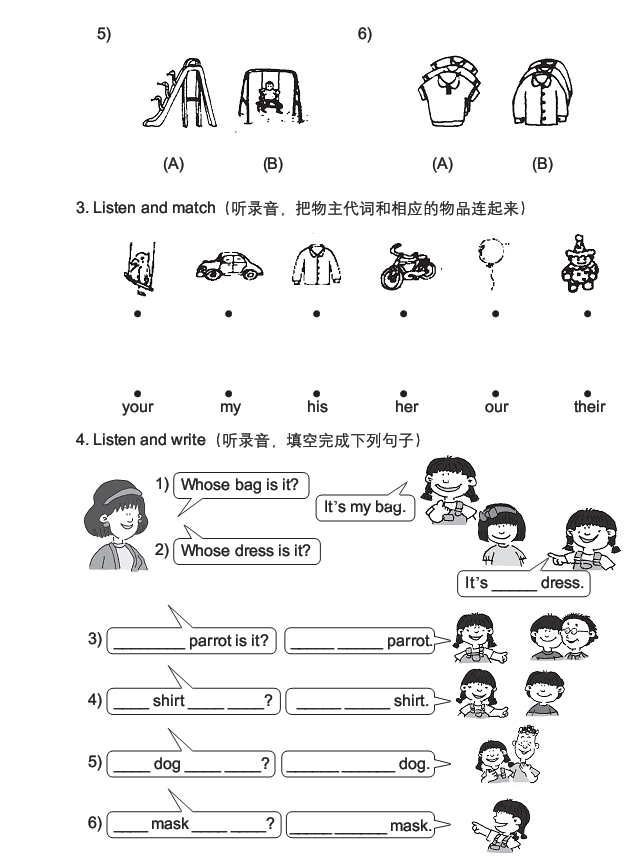 5) 6)
(A) (B) (A) (B)
3. Listen and match（听录音，把物主代词和相应的物品连起来）
your my his her our their
4. Listen and write（听录音，填空完成下列句子）
1) Whose bag is it?
It's my bag.
2) Whose dress is it?
It's _____ dress.
3) ________ parrot is it? _____ _____ parrot.
4) ____ shirt ____ ____? _____ _____ shirt.
5) ____ dog ____ ____? ______ ______ dog.
6) ____ mask ____ ____? _____ ______ mask.